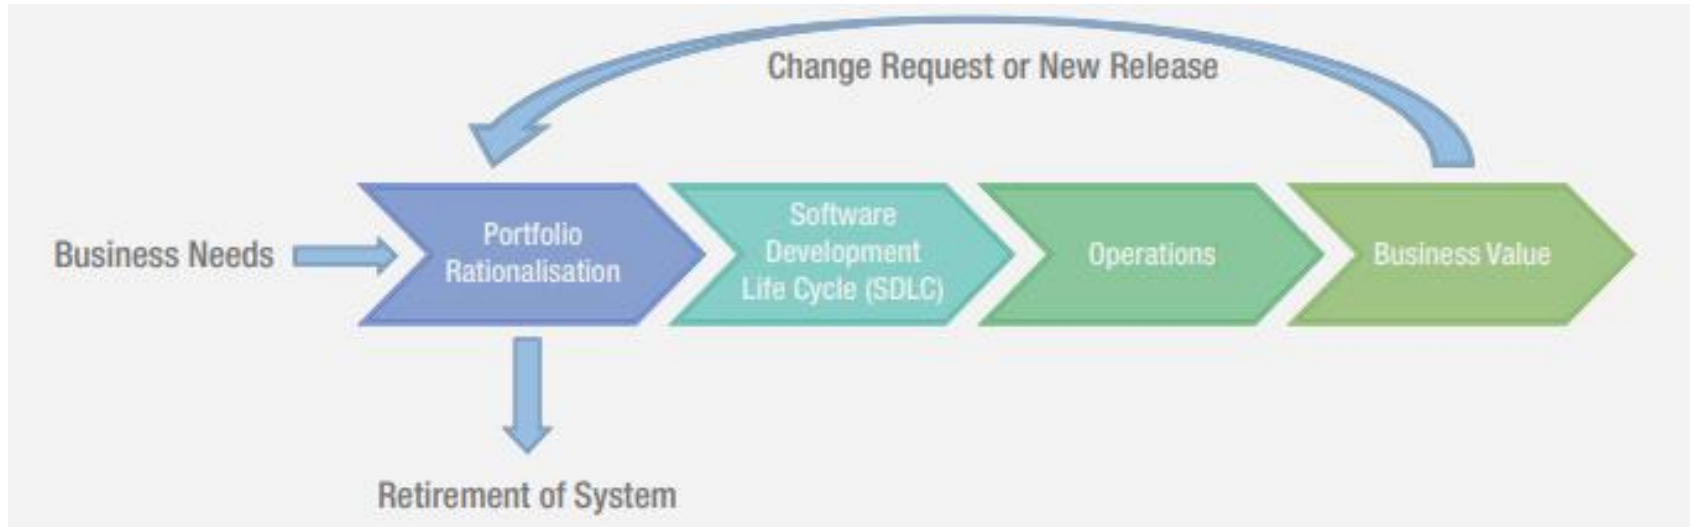 Change Request or New Release
Business Needs
Portfolio
Rationalisation
Software
Development
Life Cycle (SDLC)
Operations
Business Value
Retirement of System